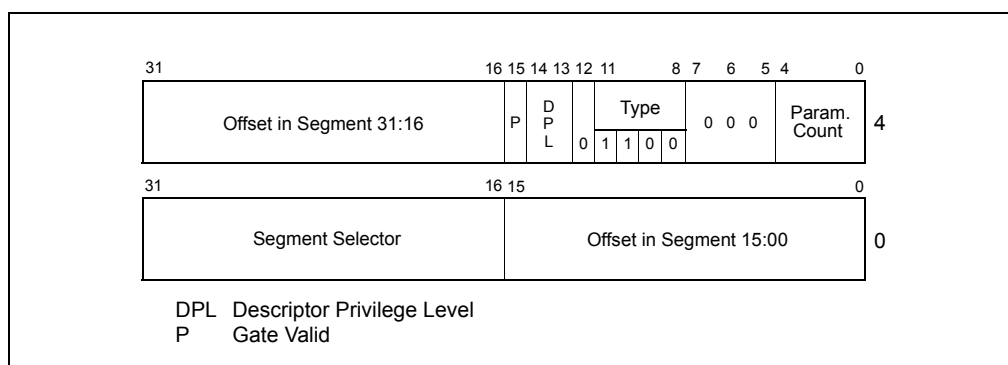 31 16 15 14 13 12 11 8 7 6 5 4 0
Offset in Segment 31:16 P D P L 0 Type 1 1 0 0 0 0 0 Param. Count 4
31 16 15 0
Segment Selector Offset in Segment 15:00 0
DPL Descriptor Privilege Level
P Gate Valid